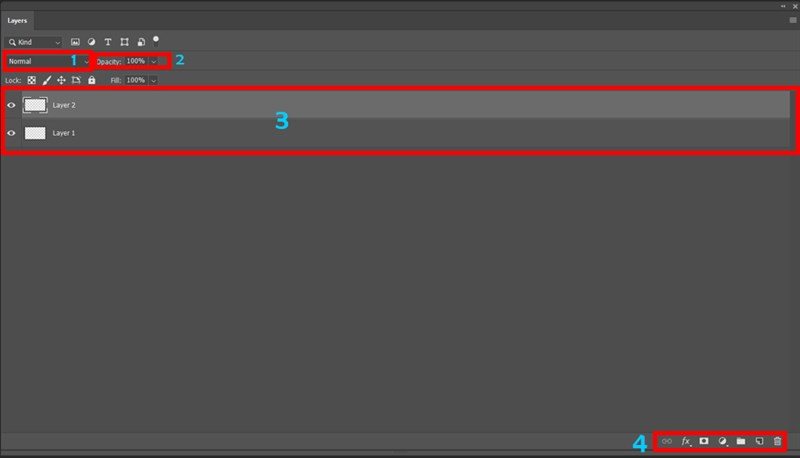 Layers
Kind
Normal 1 Opacity: 100% 2
Lock: Fill: 100%
Layer 2
3
Layer 1
4 fx